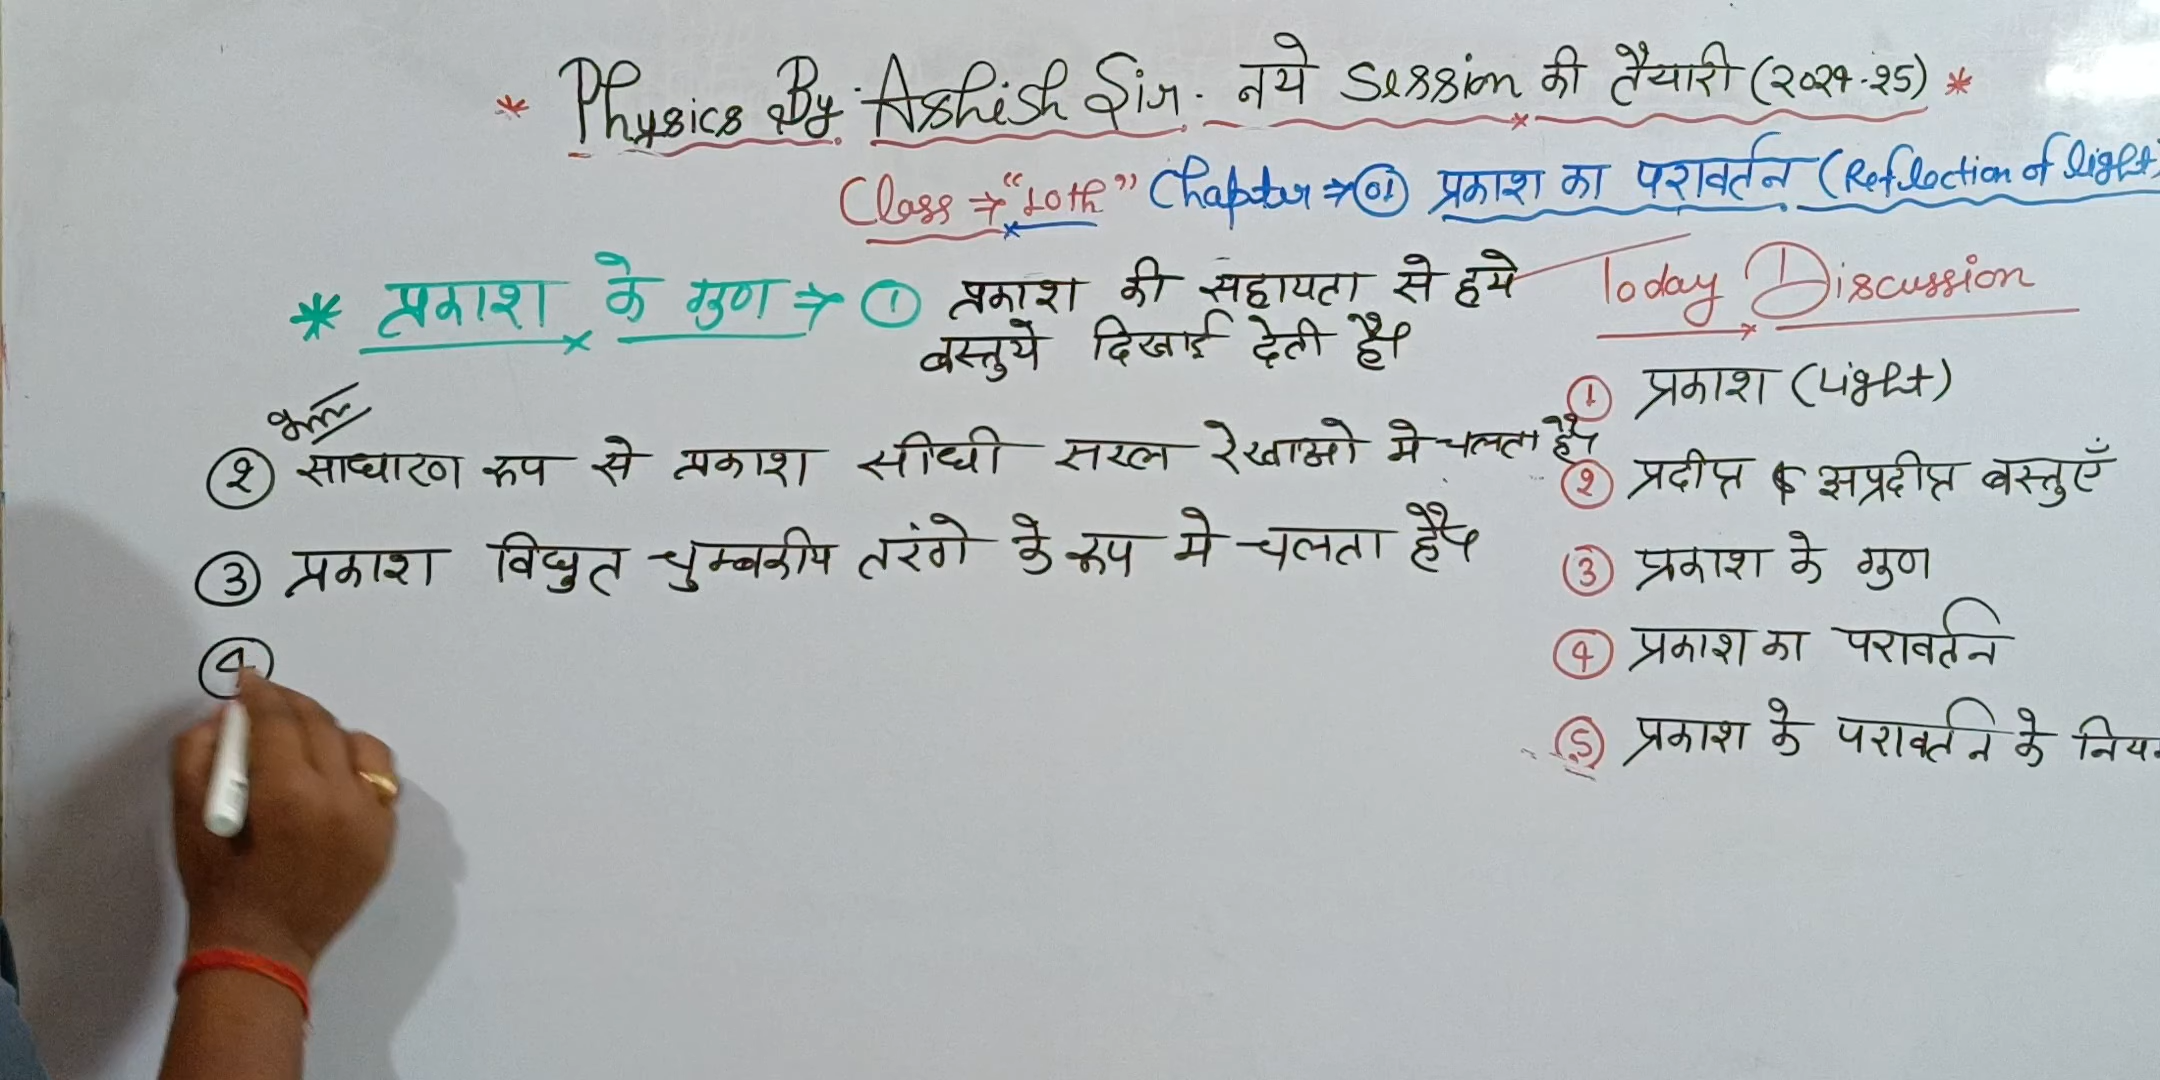 * Physics By Ashish Sir. नये Session की तैयारी (2024-25) *
Class → "10th" Chapter → 01 प्रकाश का परावर्तन (Reflection of light)
* प्रकाश के गुण → ① प्रकाश की सहायता से हमे
वस्तुये दिखाई देती है।
② साधारण रूप से प्रकाश सीधी सरल रेखाओ मे चलता है।
③ प्रकाश विधुत चुम्बकीय तरंगो के रूप मे चलता है।
④
Today Discussion
① प्रकाश (Light)
② प्रदीप्त & अप्रदीप्त वस्तुएँ
③ प्रकाश के गुण
④ प्रकाश का परावर्तन
⑤ प्रकाश के परावर्तन के नियम